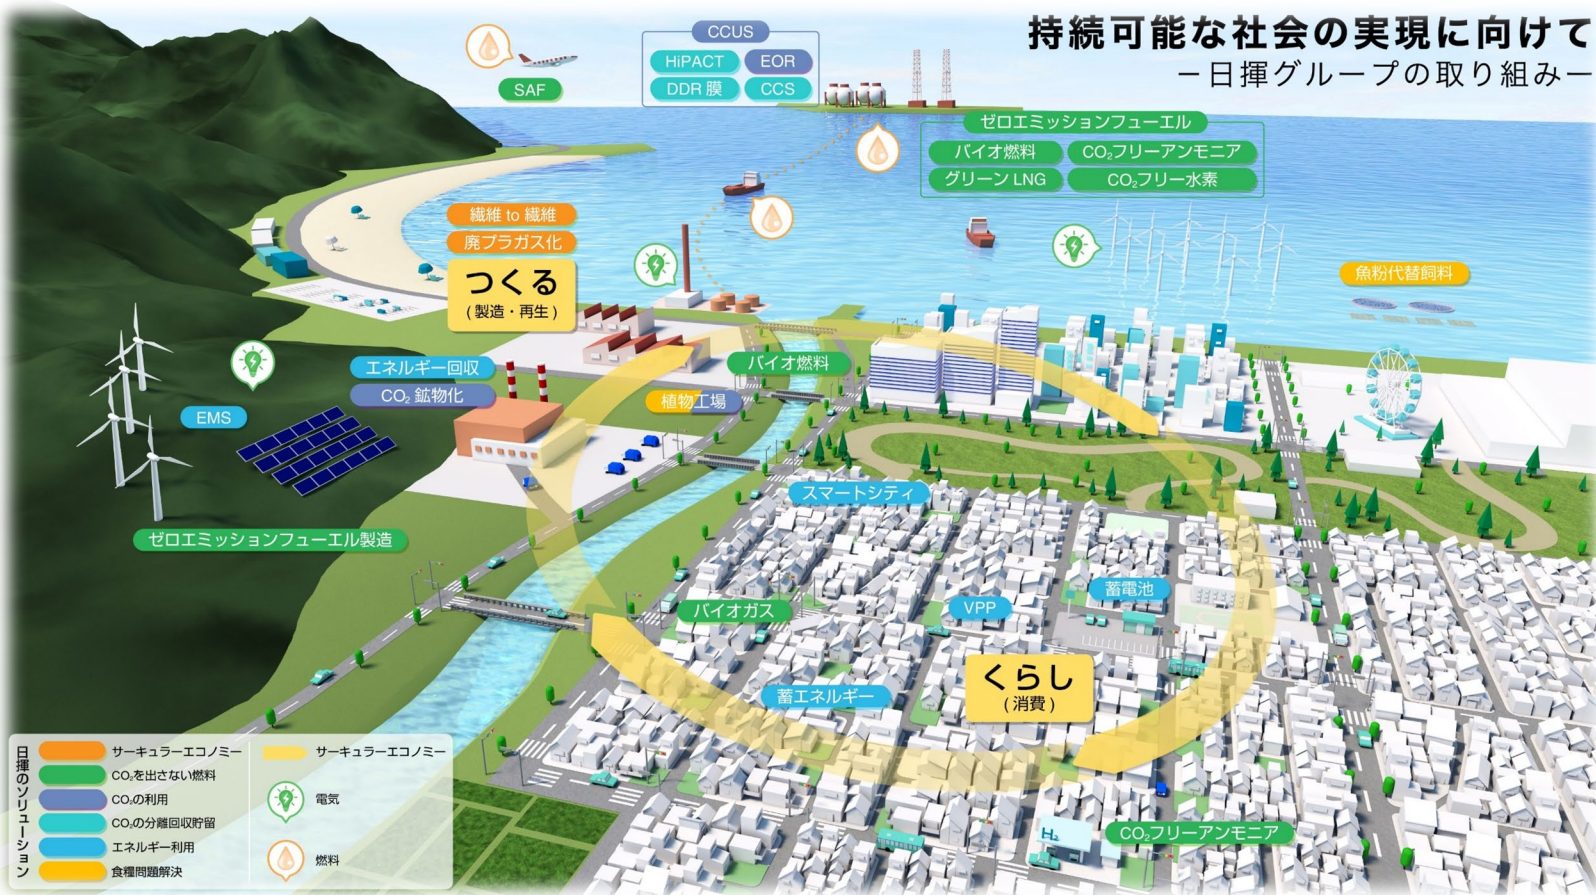 持続可能な社会の実現に向けて
－日揮グループの取り組み－
SAF
CCUS
HiPACT
EOR
DDR 膜
CCS
ゼロエミッションフューエル
バイオ燃料
CO₂フリーアンモニア
グリーン LNG
CO₂フリー水素
繊維 to 繊維
廃プラガス化
つくる
(製造・再生)
魚粉代替飼料
エネルギー回収
CO₂ 鉱物化
バイオ燃料
植物工場
EMS
スマートシティ
ゼロエミッションフューエル製造
バイオガス
VPP
蓄電池
くらし
(消費)
蓄エネルギー
H₂
CO₂フリーアンモニア
日揮のソリューション
サーキュラーエコノミー
CO₂を出さない燃料
CO₂の利用
CO₂の分離回収貯留
エネルギー利用
食糧問題解決
サーキュラーエコノミー
電気
燃料